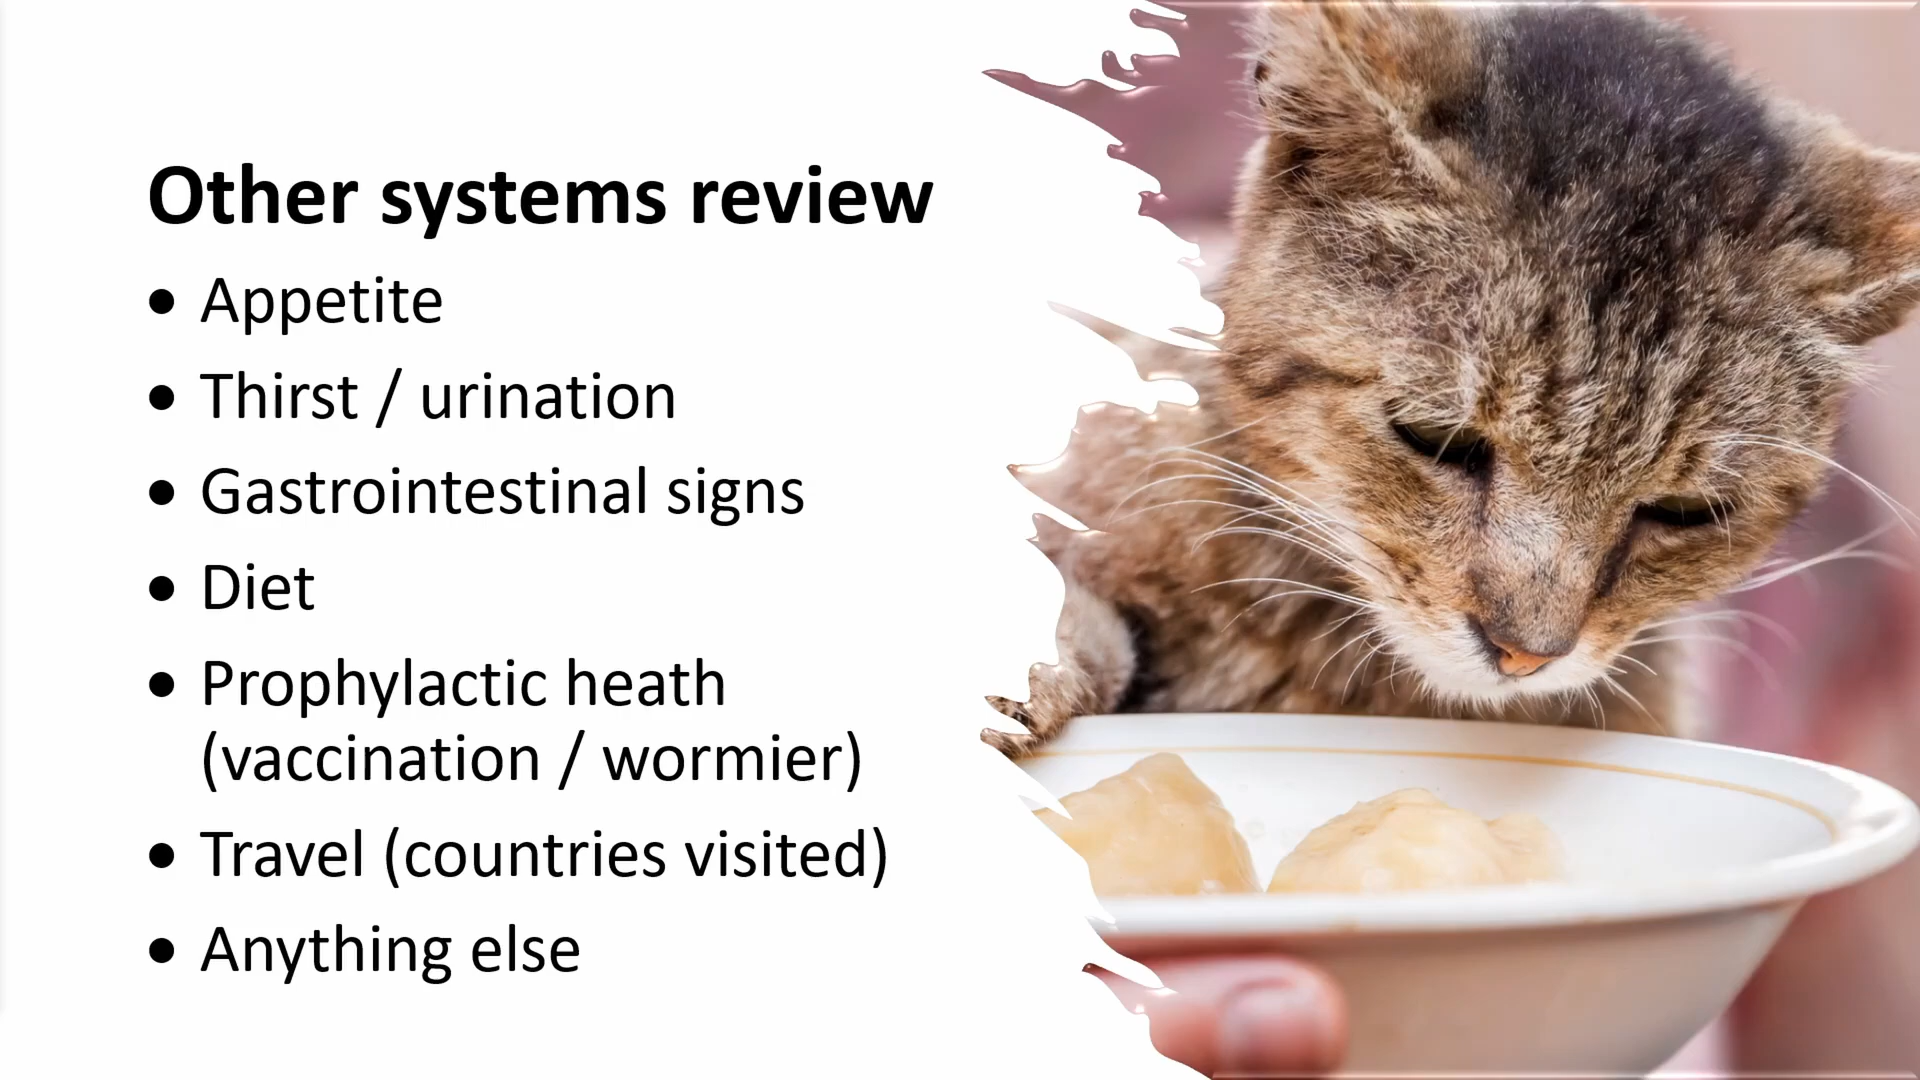 Other systems review
• Appetite
• Thirst / urination
• Gastrointestinal signs
• Diet
• Prophylactic heath
(vaccination / wormier)
• Travel (countries visited)
• Anything else